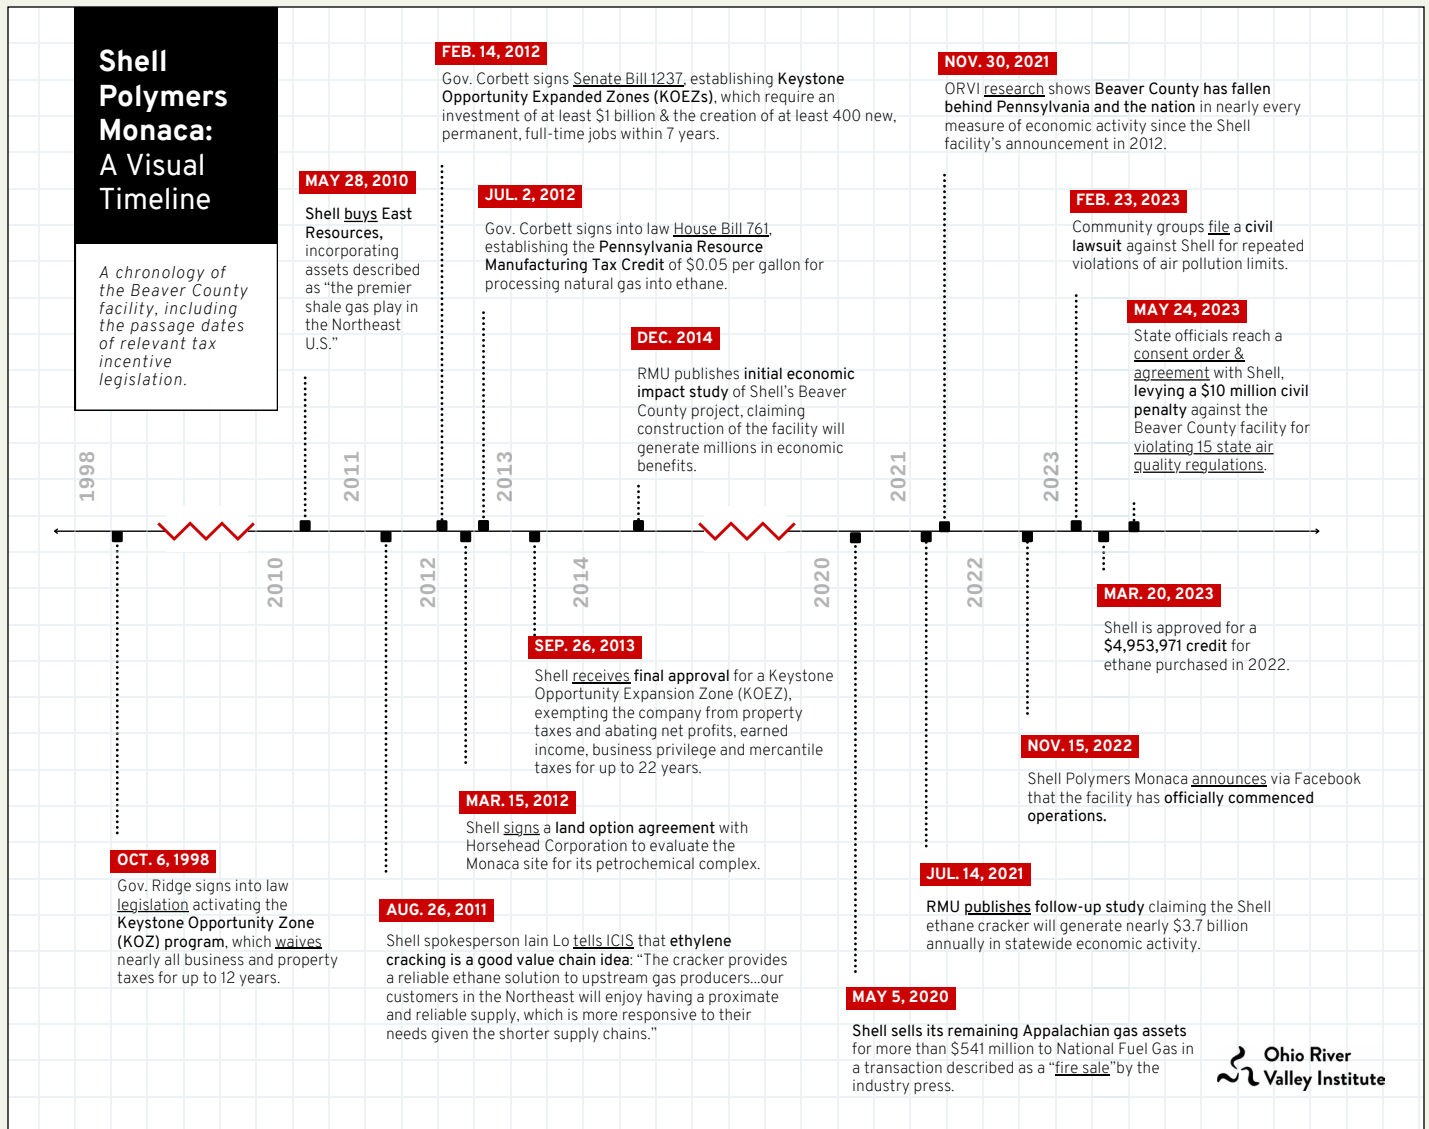 Shell
Polymers
Monaca:
A Visual
Timeline
A chronology of
the Beaver County
facility, including
the passage dates
of relevant tax
incentive
legislation.
FEB. 14, 2012
Gov. Corbett signs Senate Bill 1237, establishing Keystone
Opportunity Expanded Zones (KOEZs), which require an
investment of at least $1 billion & the creation of at least 400 new,
permanent, full-time jobs within 7 years.
NOV. 30, 2021
ORVI research shows Beaver County has fallen
behind Pennsylvania and the nation in nearly every
measure of economic activity since the Shell
facility's announcement in 2012.
MAY 28, 2010
Shell buys East
Resources,
incorporating
assets described
as “the premier
shale gas play in
the Northeast
U.S.”
JUL. 2, 2012
Gov. Corbett signs into law House Bill 761,
establishing the Pennsylvania Resource
Manufacturing Tax Credit of $0.05 per gallon for
processing natural gas into ethane.
FEB. 23, 2023
Community groups file a civil
lawsuit against Shell for repeated
violations of air pollution limits.
DEC. 2014
RMU publishes initial economic
impact study of Shell's Beaver
County project, claiming
construction of the facility will
generate millions in economic
benefits.
MAY 24, 2023
State officials reach a
consent order &
agreement with Shell,
levying a $10 million civil
penalty against the
Beaver County facility for
violating 15 state air
quality regulations.
1998
2011
2013
2021
2023
2010
2012
2014
2020
2022
MAR. 20, 2023
Shell is approved for a
$4,953,971 credit for
ethane purchased in 2022.
SEP. 26, 2013
Shell receives final approval for a Keystone
Opportunity Expansion Zone (KOEZ),
exempting the company from property
taxes and abating net profits, earned
income, business privilege and mercantile
taxes for up to 22 years.
NOV. 15, 2022
Shell Polymers Monaca announces via Facebook
that the facility has officially commenced
operations.
MAR. 15, 2012
Shell signs a land option agreement with
Horsehead Corporation to evaluate the
Monaca site for its petrochemical complex.
OCT. 6, 1998
Gov. Ridge signs into law
legislation activating the
Keystone Opportunity Zone
(KOZ) program, which waives
nearly all business and property
taxes for up to 12 years.
JUL. 14, 2021
RMU publishes follow-up study claiming the Shell
ethane cracker will generate nearly $3.7 billion
annually in statewide economic activity.
AUG. 26, 2011
Shell spokesperson Iain Lo tells ICIS that ethylene
cracking is a good value chain idea: “The cracker provides
a reliable ethane solution to upstream gas producers...our
customers in the Northeast will enjoy having a proximate
and reliable supply, which is more responsive to their
needs given the shorter supply chains.”
MAY 5, 2020
Shell sells its remaining Appalachian gas assets
for more than $541 million to National Fuel Gas in
a transaction described as a “fire sale”by the
industry press.
Ohio River
Valley Institute